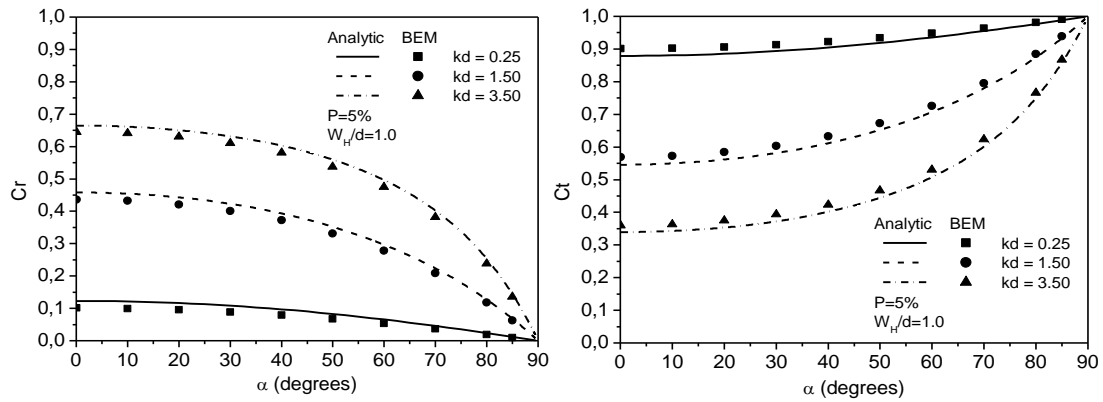 1,0
0,9
0,8
0,7
0,6
0,5
0,4
0,3
0,2
0,1
0,0
Cr
Analytic BEM
kd = 0.25
kd = 1.50
kd = 3.50
P=5%
W_H/d=1.0
0 10 20 30 40 50 60 70 80 90
α (degrees)
1,0
0,9
0,8
0,7
0,6
0,5
0,4
0,3
0,2
0,1
0,0
Ct
Analytic BEM
kd = 0.25
kd = 1.50
kd = 3.50
P=5%
W_H/d=1.0
0 10 20 30 40 50 60 70 80 90
α (degrees)